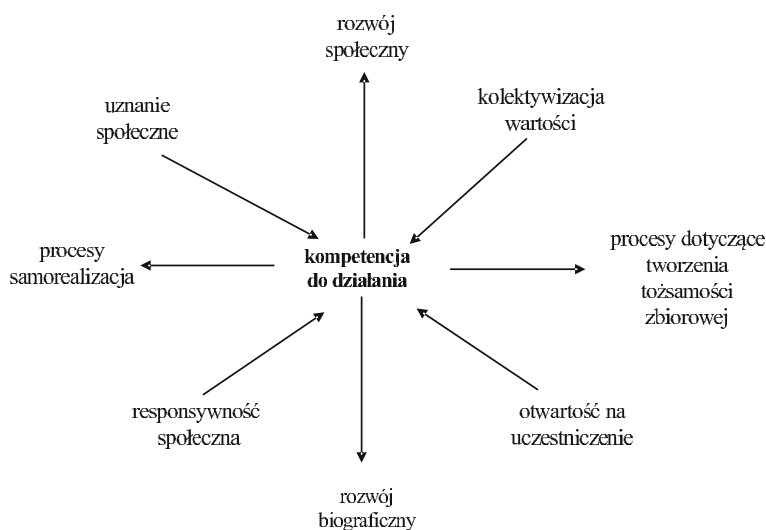 rozwój
społeczny
uznanie
społeczne
kolektywizacja
wartości
procesy
samorealizacja
kompetencja
do działania
procesy dotyczące
tworzenia
tożsamości
zbiorowej
responsywność
społeczna
otwartość na
uczestniczenie
rozwój
biograficzny